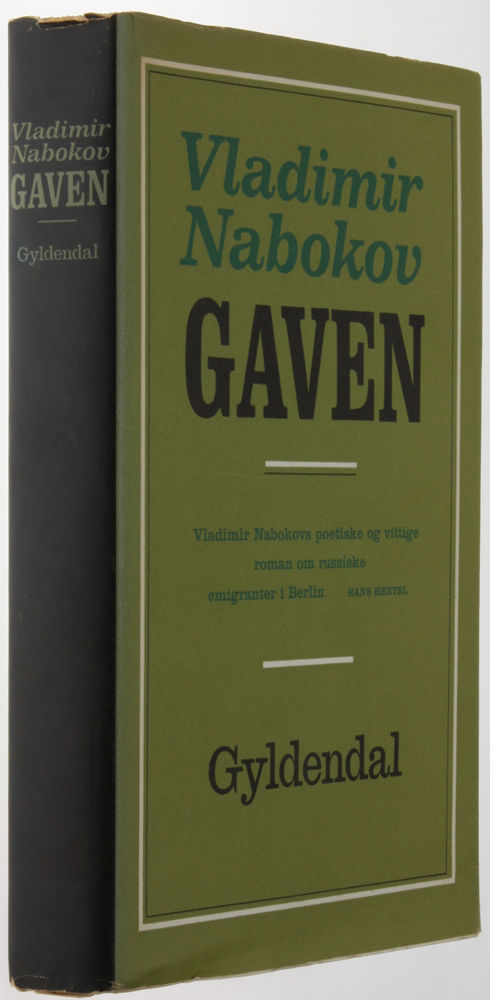 Vladimir
Nabokov
GAVEN
Gyldendal
Vladimir
Nabokov
GAVEN
Vladimir Nabokovs poetiske og vittige
roman om russiske
emigranter i Berlin HANS HERTEL
Gyldendal